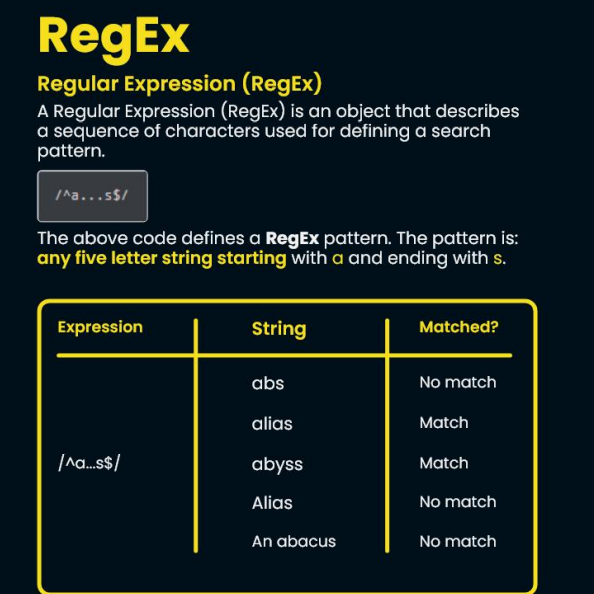 RegEx
Regular Expression (RegEx)
A Regular Expression (RegEx) is an object that describes
a sequence of characters used for defining a search
pattern.
/^a...s$/
The above code defines a RegEx pattern. The pattern is:
any five letter string starting with a and ending with s.
Expression String Matched?
abs No match
alias Match
/^a...s$/ abyss Match
Alias No match
An abacus No match